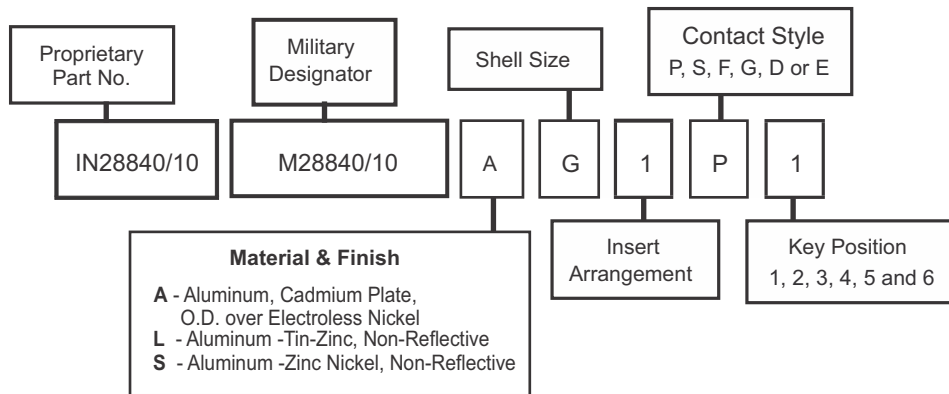 Proprietary
Part No.
Military
Designator
Shell Size
Contact Style
P, S, F, G, D or E
IN28840/10
M28840/10
A
G
1
P
1
Material & Finish
A - Aluminum, Cadmium Plate,
O.D. over Electroless Nickel
L - Aluminum -Tin-Zinc, Non-Reflective
S - Aluminum -Zinc Nickel, Non-Reflective
Insert
Arrangement
Key Position
1, 2, 3, 4, 5 and 6